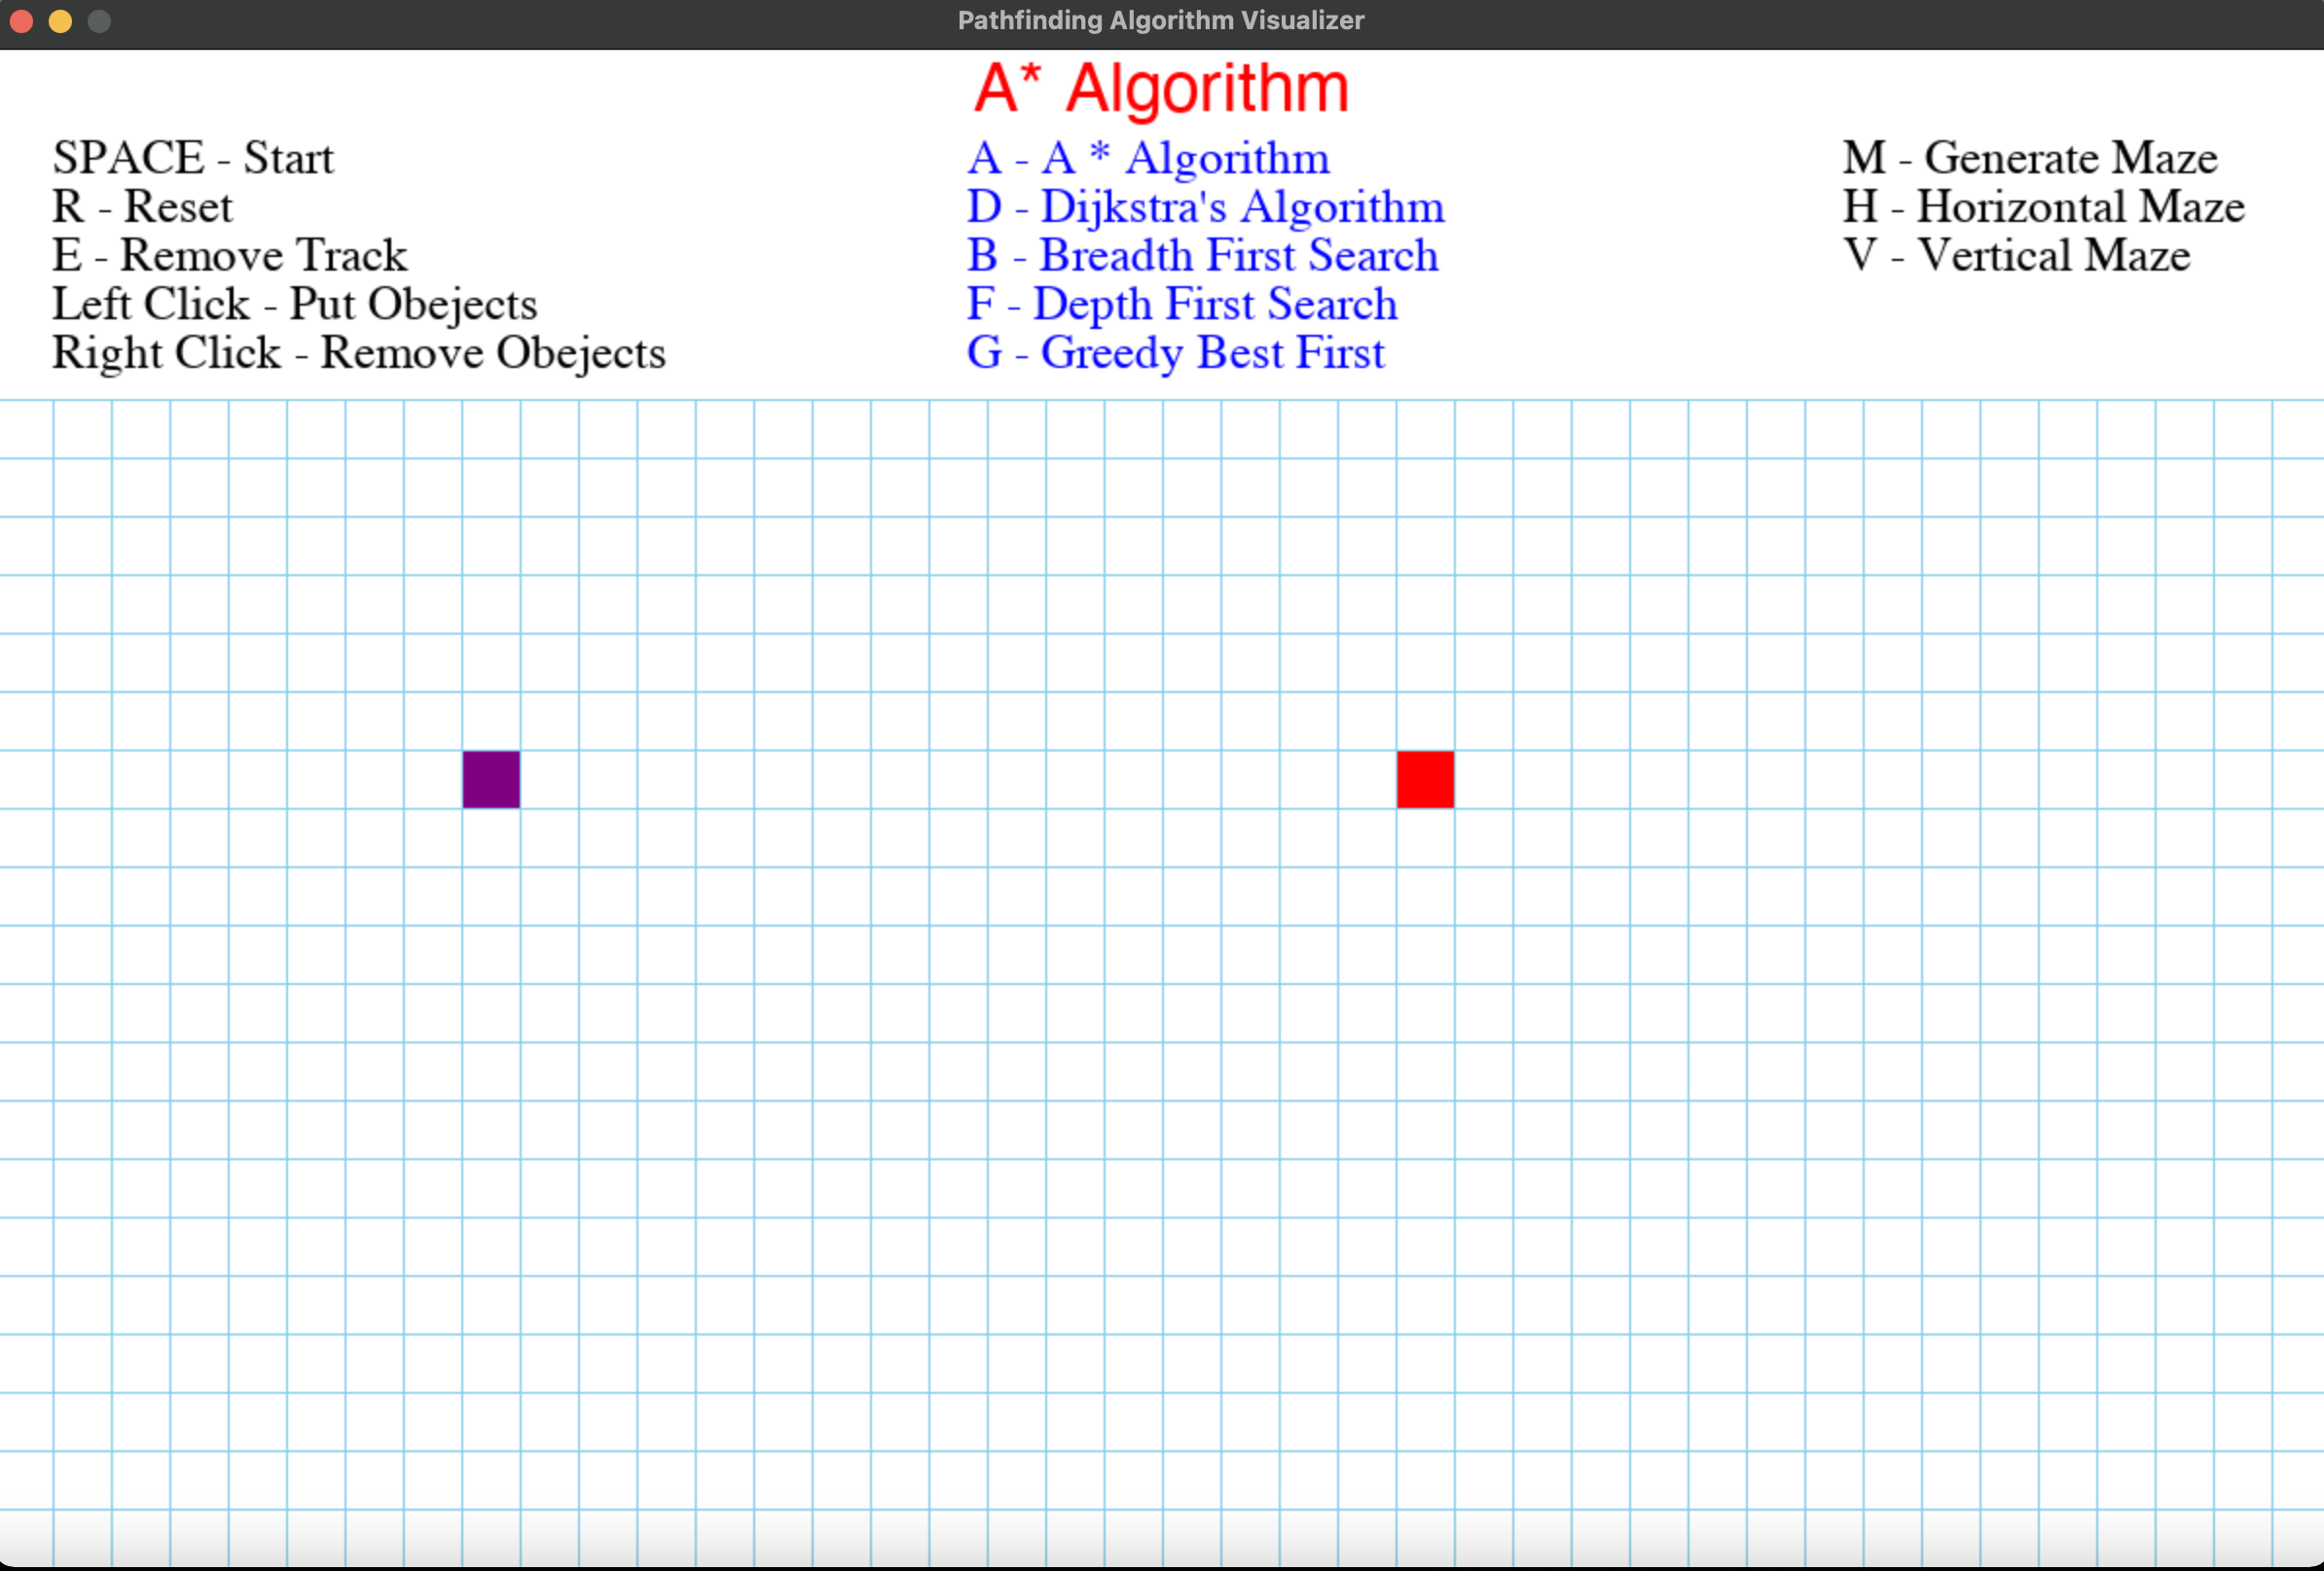 Pathfinding Algorithm Visualizer
A* Algorithm
SPACE - Start
R - Reset
E - Remove Track
Left Click - Put Obejects
Right Click - Remove Obejects
A - A * Algorithm
D - Dijkstra's Algorithm
B - Breadth First Search
F - Depth First Search
G - Greedy Best First
M - Generate Maze
H - Horizontal Maze
V - Vertical Maze